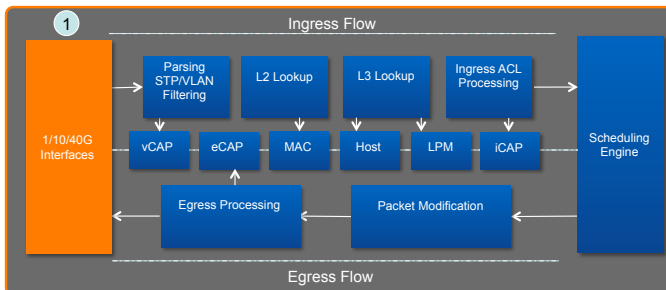 1
Ingress Flow
1/10/40G
Interfaces
Parsing
STP/VLAN
Filtering
L2 Lookup
L3 Lookup
Ingress ACL
Processing
Scheduling
Engine
vCAP
eCAP
MAC
Host
LPM
iCAP
Egress Processing
Packet Modification
Egress Flow